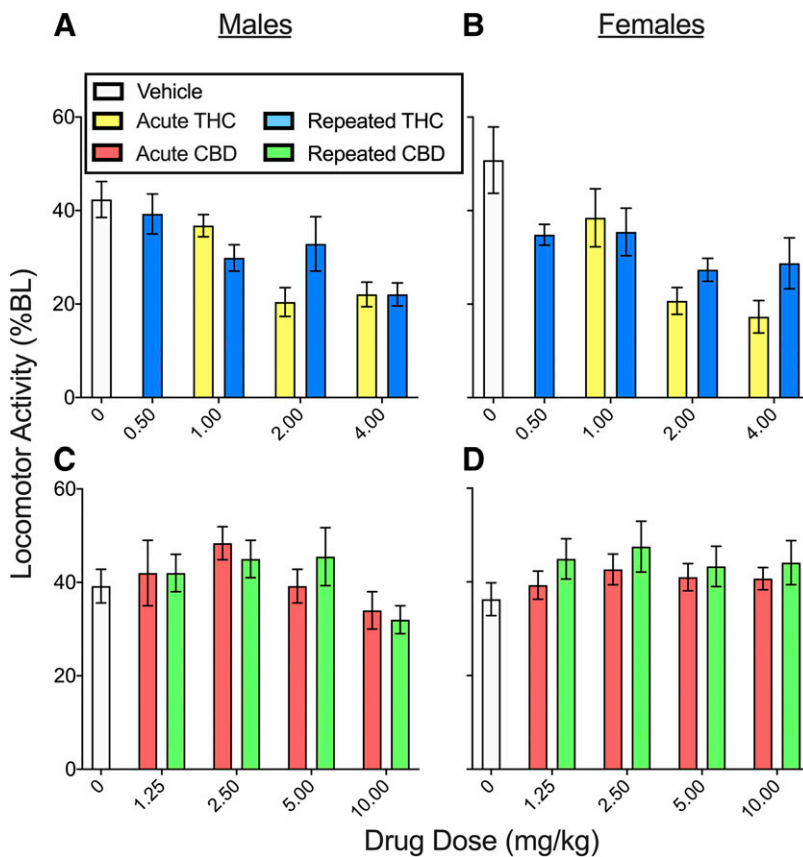 A Males
B Females
Vehicle
Acute THC Repeated THC
Acute CBD Repeated CBD
Locomotor Activity (%BL)
60
40
20
0
0 0.50 1.00 2.00 4.00
0 0.50 1.00 2.00 4.00
C
D
60
40
20
0
0 1.25 2.50 5.00 10.00
0 1.25 2.50 5.00 10.00
Drug Dose (mg/kg)